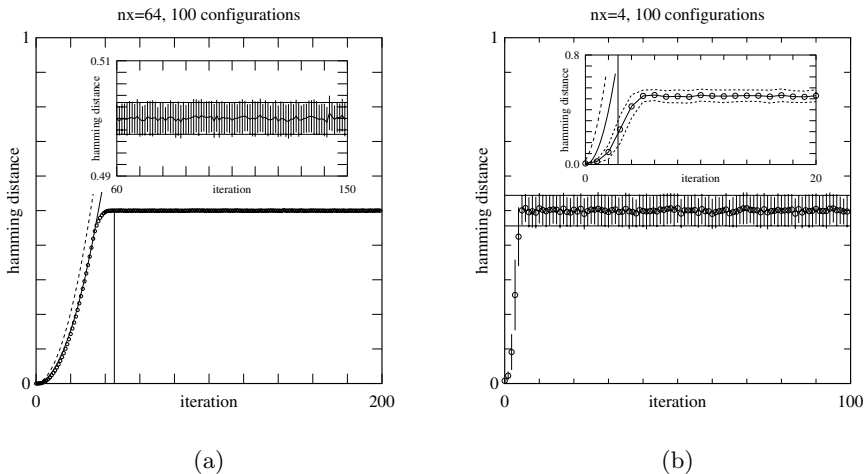 nx=64, 100 configurations
1
hamming distance
0
0
iteration
200
0.51
hamming distance
0.49
60
iteration
150
(a)
nx=4, 100 configurations
1
hamming distance
0
0
iteration
100
0.8
hamming distance
0.0
0
iteration
20
(b)